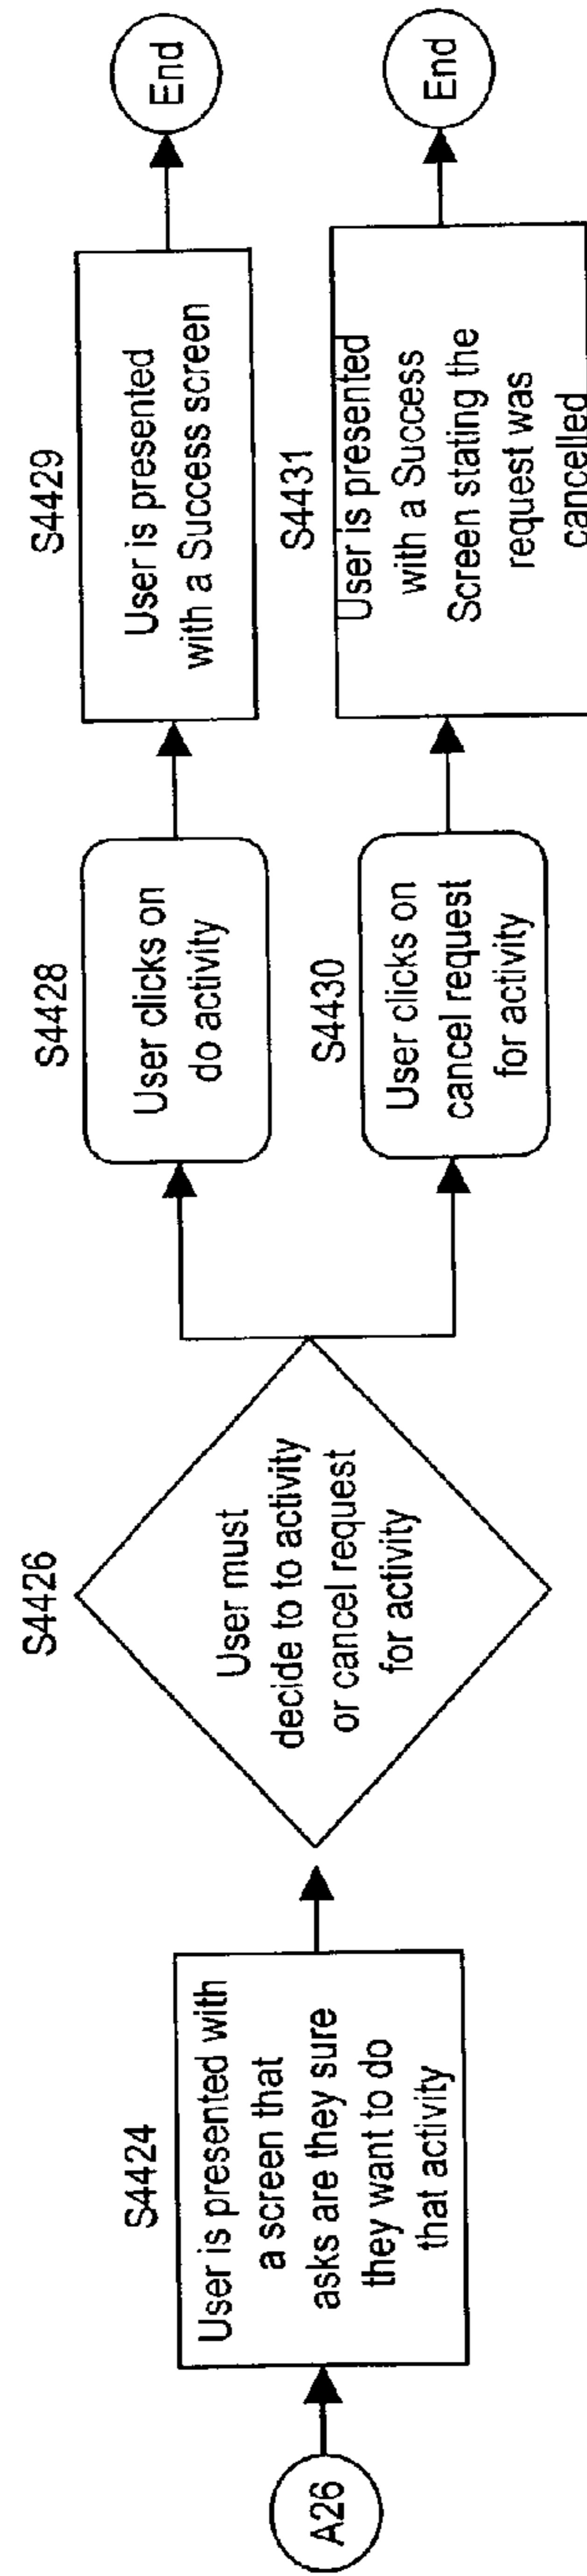 A26
S4424
User is presented with
a screen that
asks are they sure
they want to do
that activity
S4426
User must
decide to to activity
or cancel request
for activity
S4428
User clicks on
do activity
S4429
User is presented
with a Success screen
End
S4430
User clicks on
cancel request
for activity
S4431
User is presented
with a Success
Screen stating the
request was
cancelled
End